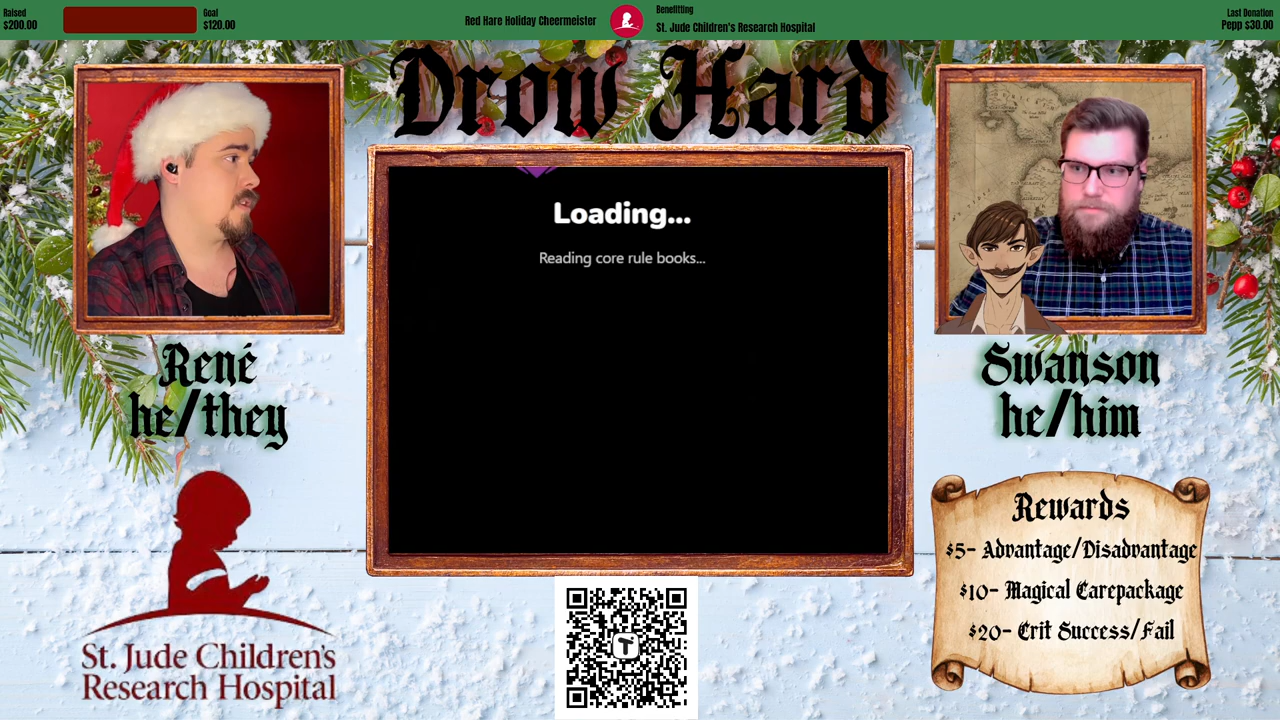 Raised
$200.00
Goal
$120.00
Red Hare Holiday Cheermeister
Benefitting
St. Jude Children's Research Hospital
Last Donation
Pepp $30.00
Drow Hard
Loading...
Reading core rule books...
René
he/they
Swanson
he/him
St. Jude Children's
Research Hospital
Rewards
$5- Advantage/Disadvantage
$10- Magical Carepackage
$20- Crit Success/Fail